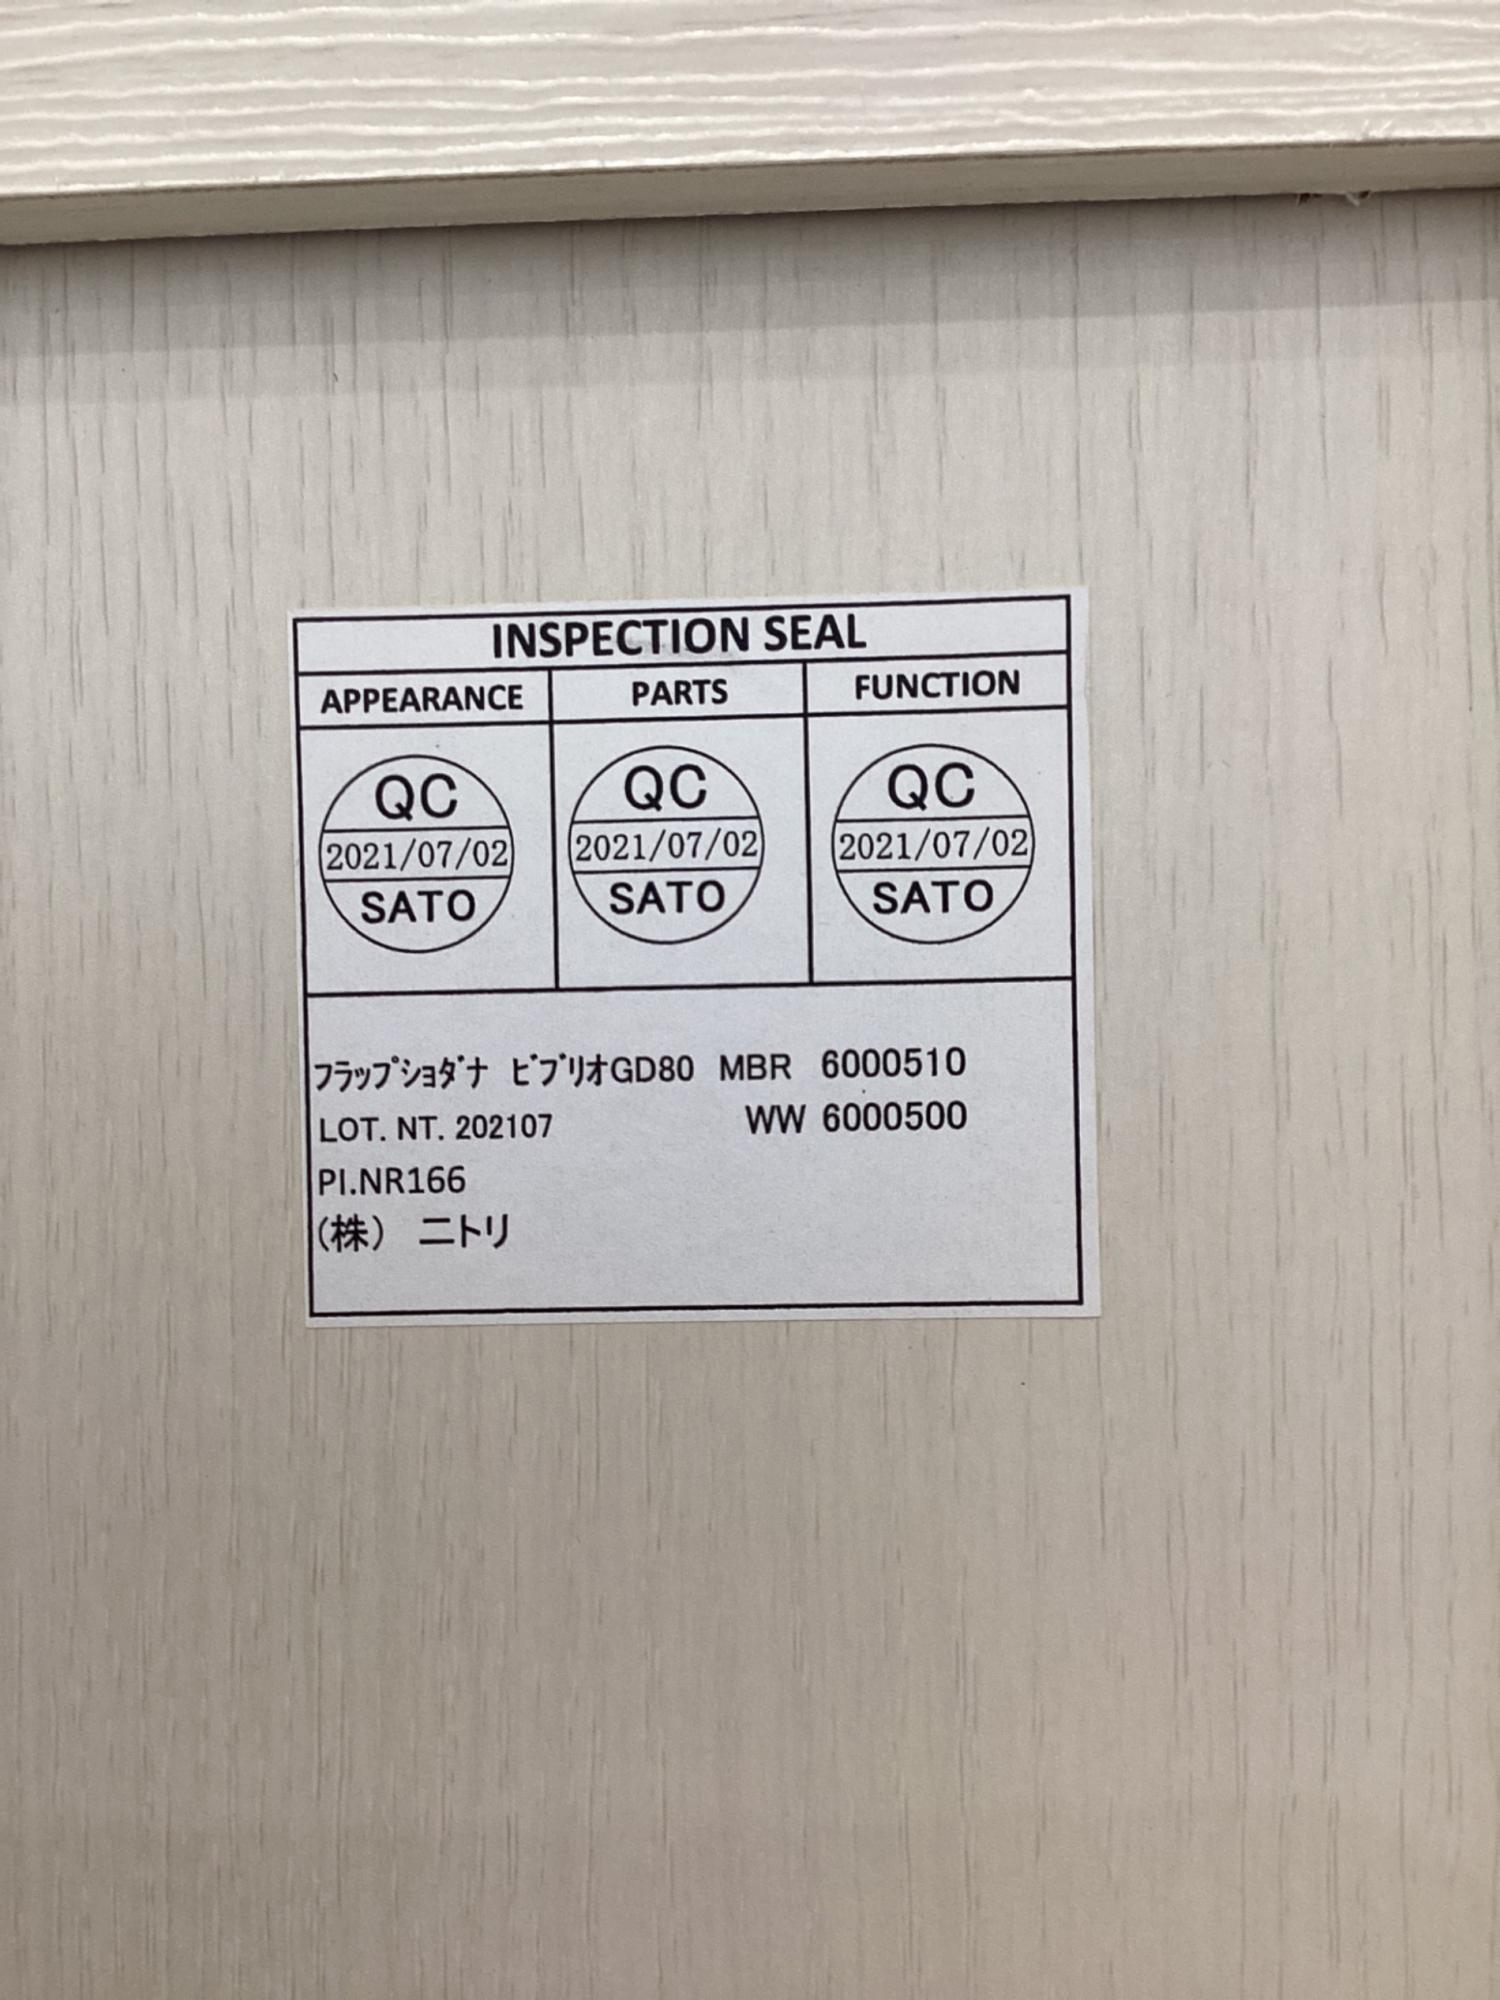 INSPECTION SEAL
APPEARANCE PARTS FUNCTION
QC QC QC
2021/07/02 2021/07/02 2021/07/02
SATO SATO SATO
ﾌﾗｯﾌﾟｼｮﾀﾞﾅ ﾋﾞﾌﾞﾘｵGD80 MBR 6000510
LOT. NT. 202107 WW 6000500
PI.NR166
(株) ニトリ